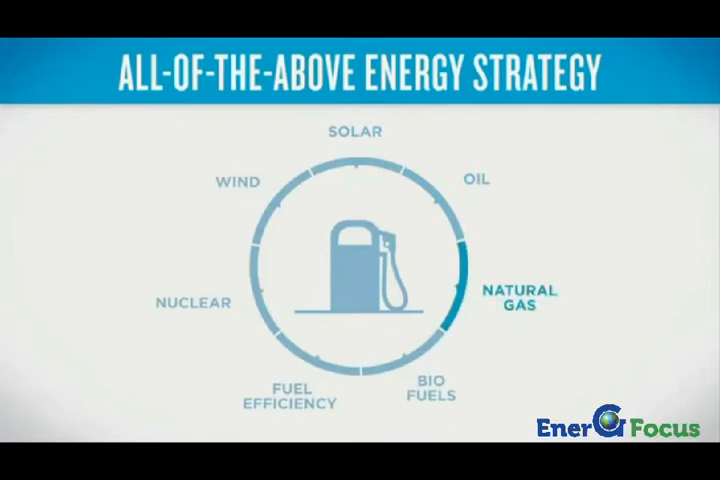 ALL-OF-THE-ABOVE ENERGY STRATEGY
SOLAR
WIND
OIL
NUCLEAR
NATURAL
GAS
FUEL
EFFICIENCY
BIO
FUELS
EnerG Focus